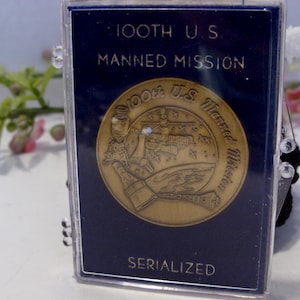 100TH U.S.
MANNED MISSION
100th U.S. Manned Mission
SERIALIZED